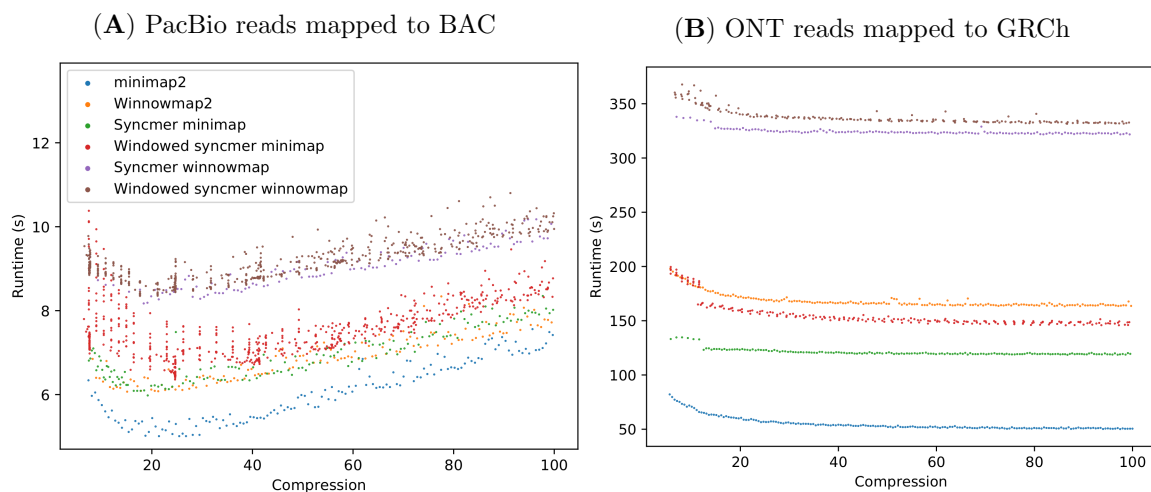 (A) PacBio reads mapped to BAC
minimap2
Winnowmap2
Syncmer minimap
Windowed syncmer minimap
Syncmer winnowmap
Windowed syncmer winnowmap
12
10
8
6
Runtime (s)
20 40 60 80 100
Compression
(B) ONT reads mapped to GRCh
350
300
250
200
150
100
50
Runtime (s)
20 40 60 80 100
Compression